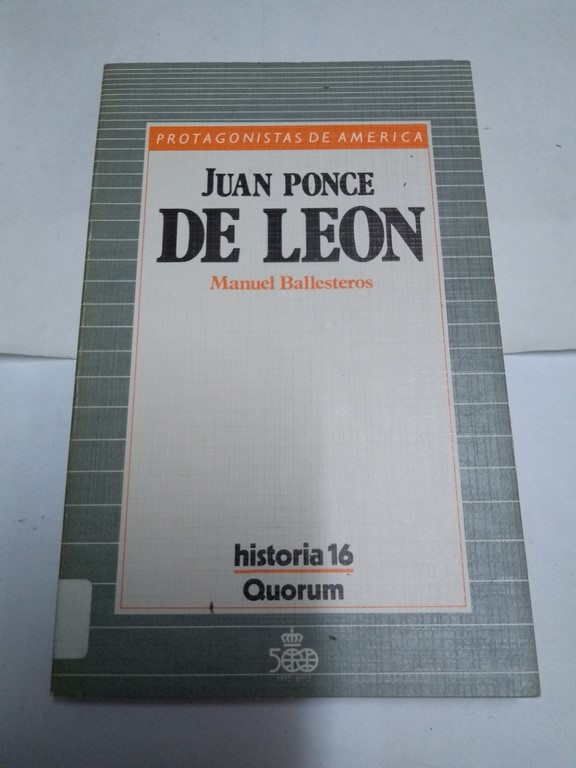 PROTAGONISTAS DE AMERICA
JUAN PONCE
DE LEON
Manuel Ballesteros
historia 16
Quorum
500